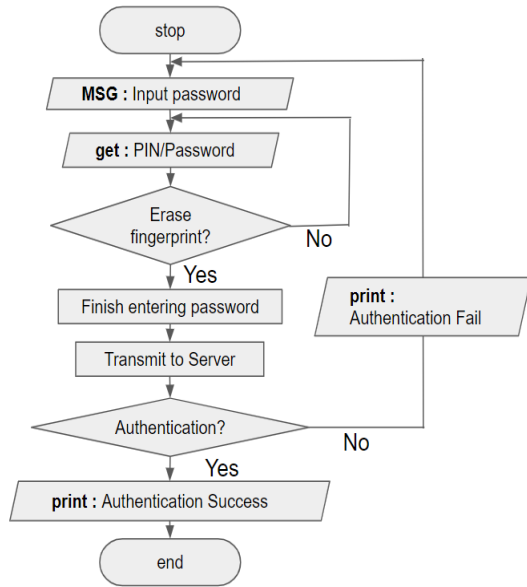 stop
MSG : Input password
get : PIN/Password
Erase
fingerprint?
No
Yes
Finish entering password
print :
Authentication Fail
Transmit to Server
Authentication?
No
Yes
print : Authentication Success
end